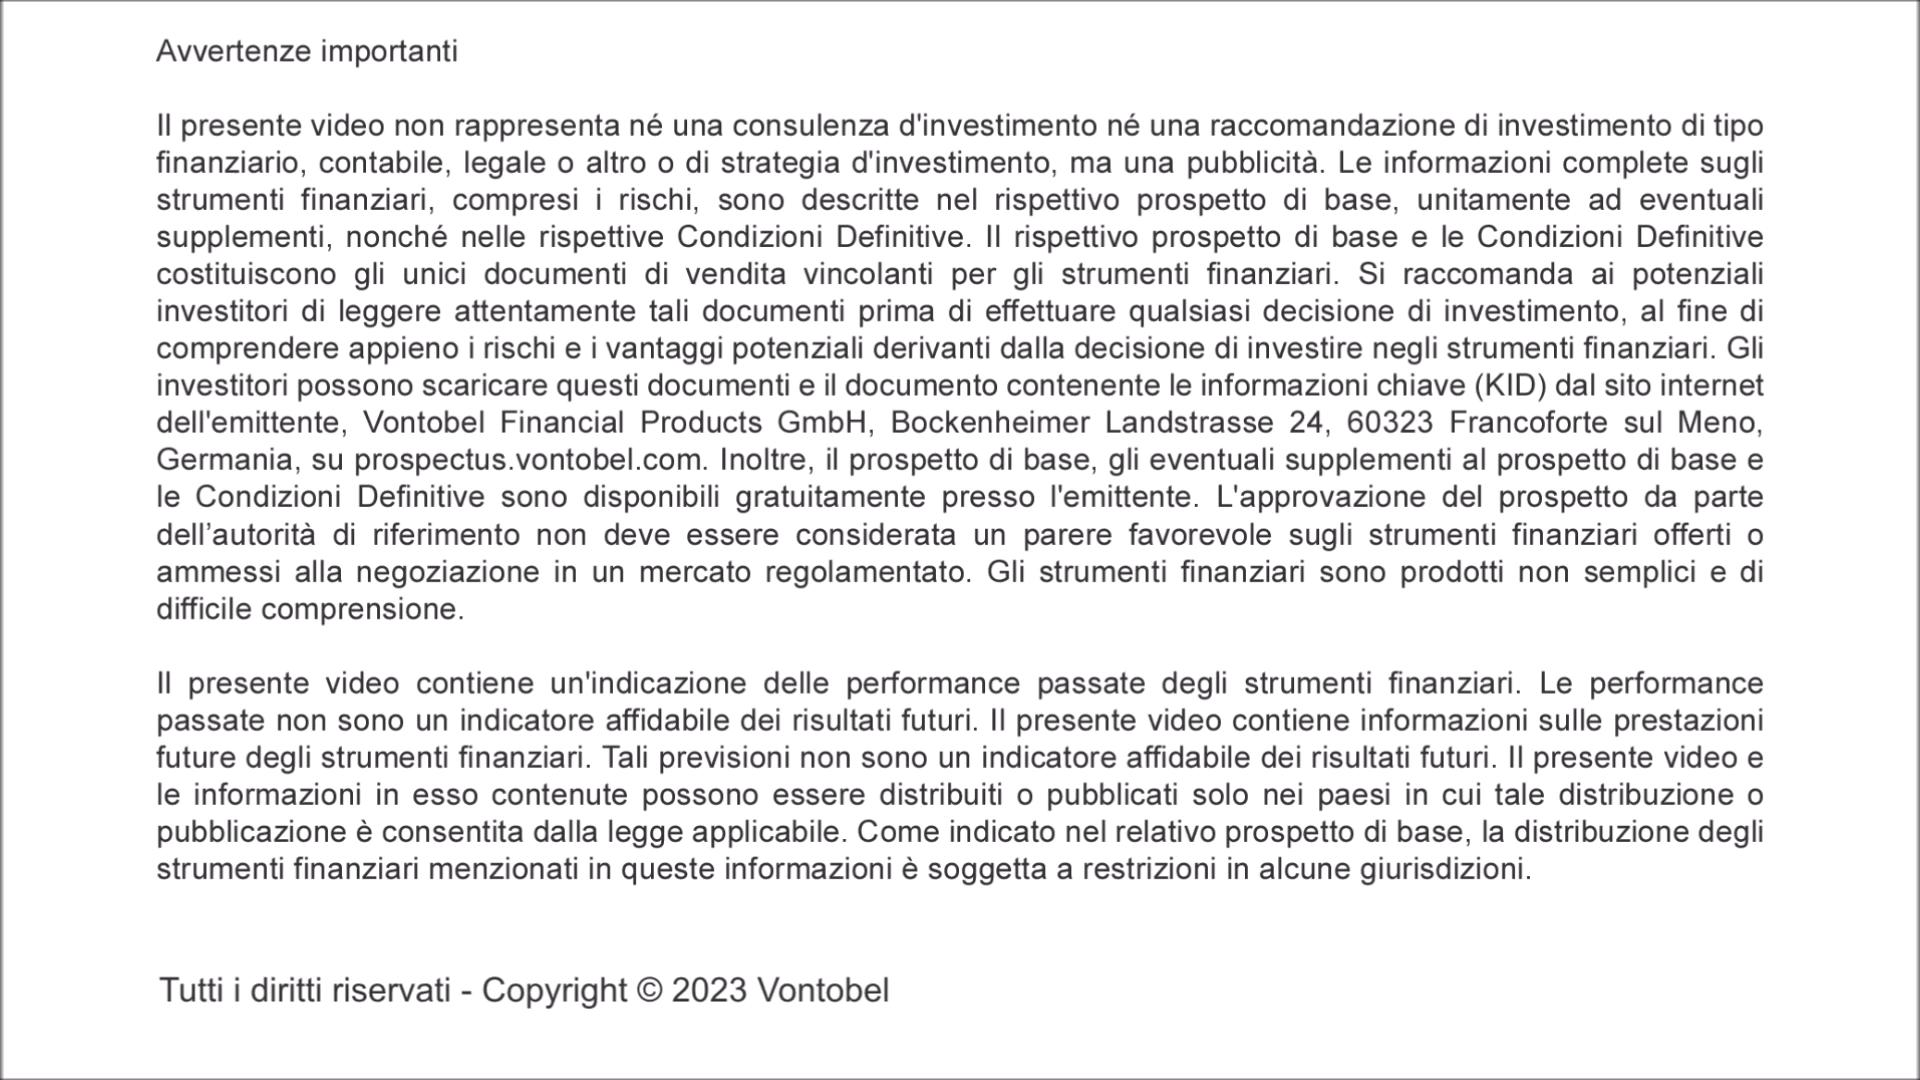 Avvertenze importanti
Il presente video non rappresenta né una consulenza d'investimento né una raccomandazione di investimento di tipo
finanziario, contabile, legale o altro o di strategia d'investimento, ma una pubblicità. Le informazioni complete sugli
strumenti finanziari, compresi i rischi, sono descritte nel rispettivo prospetto di base, unitamente ad eventuali
supplementi, nonché nelle rispettive Condizioni Definitive. Il rispettivo prospetto di base e le Condizioni Definitive
costituiscono gli unici documenti di vendita vincolanti per gli strumenti finanziari. Si raccomanda ai potenziali
investitori di leggere attentamente tali documenti prima di effettuare qualsiasi decisione di investimento, al fine di
comprendere appieno i rischi e i vantaggi potenziali derivanti dalla decisione di investire negli strumenti finanziari. Gli
investitori possono scaricare questi documenti e il documento contenente le informazioni chiave (KID) dal sito internet
dell'emittente, Vontobel Financial Products GmbH, Bockenheimer Landstrasse 24, 60323 Francoforte sul Meno,
Germania, su prospectus.vontobel.com. Inoltre, il prospetto di base, gli eventuali supplementi al prospetto di base e
le Condizioni Definitive sono disponibili gratuitamente presso l'emittente. L'approvazione del prospetto da parte
dell’autorità di riferimento non deve essere considerata un parere favorevole sugli strumenti finanziari offerti o
ammessi alla negoziazione in un mercato regolamentato. Gli strumenti finanziari sono prodotti non semplici e di
difficile comprensione.
Il presente video contiene un'indicazione delle performance passate degli strumenti finanziari. Le performance
passate non sono un indicatore affidabile dei risultati futuri. Il presente video contiene informazioni sulle prestazioni
future degli strumenti finanziari. Tali previsioni non sono un indicatore affidabile dei risultati futuri. Il presente video e
le informazioni in esso contenute possono essere distribuiti o pubblicati solo nei paesi in cui tale distribuzione o
pubblicazione è consentita dalla legge applicabile. Come indicato nel relativo prospetto di base, la distribuzione degli
strumenti finanziari menzionati in queste informazioni è soggetta a restrizioni in alcune giurisdizioni.
Tutti i diritti riservati - Copyright © 2023 Vontobel